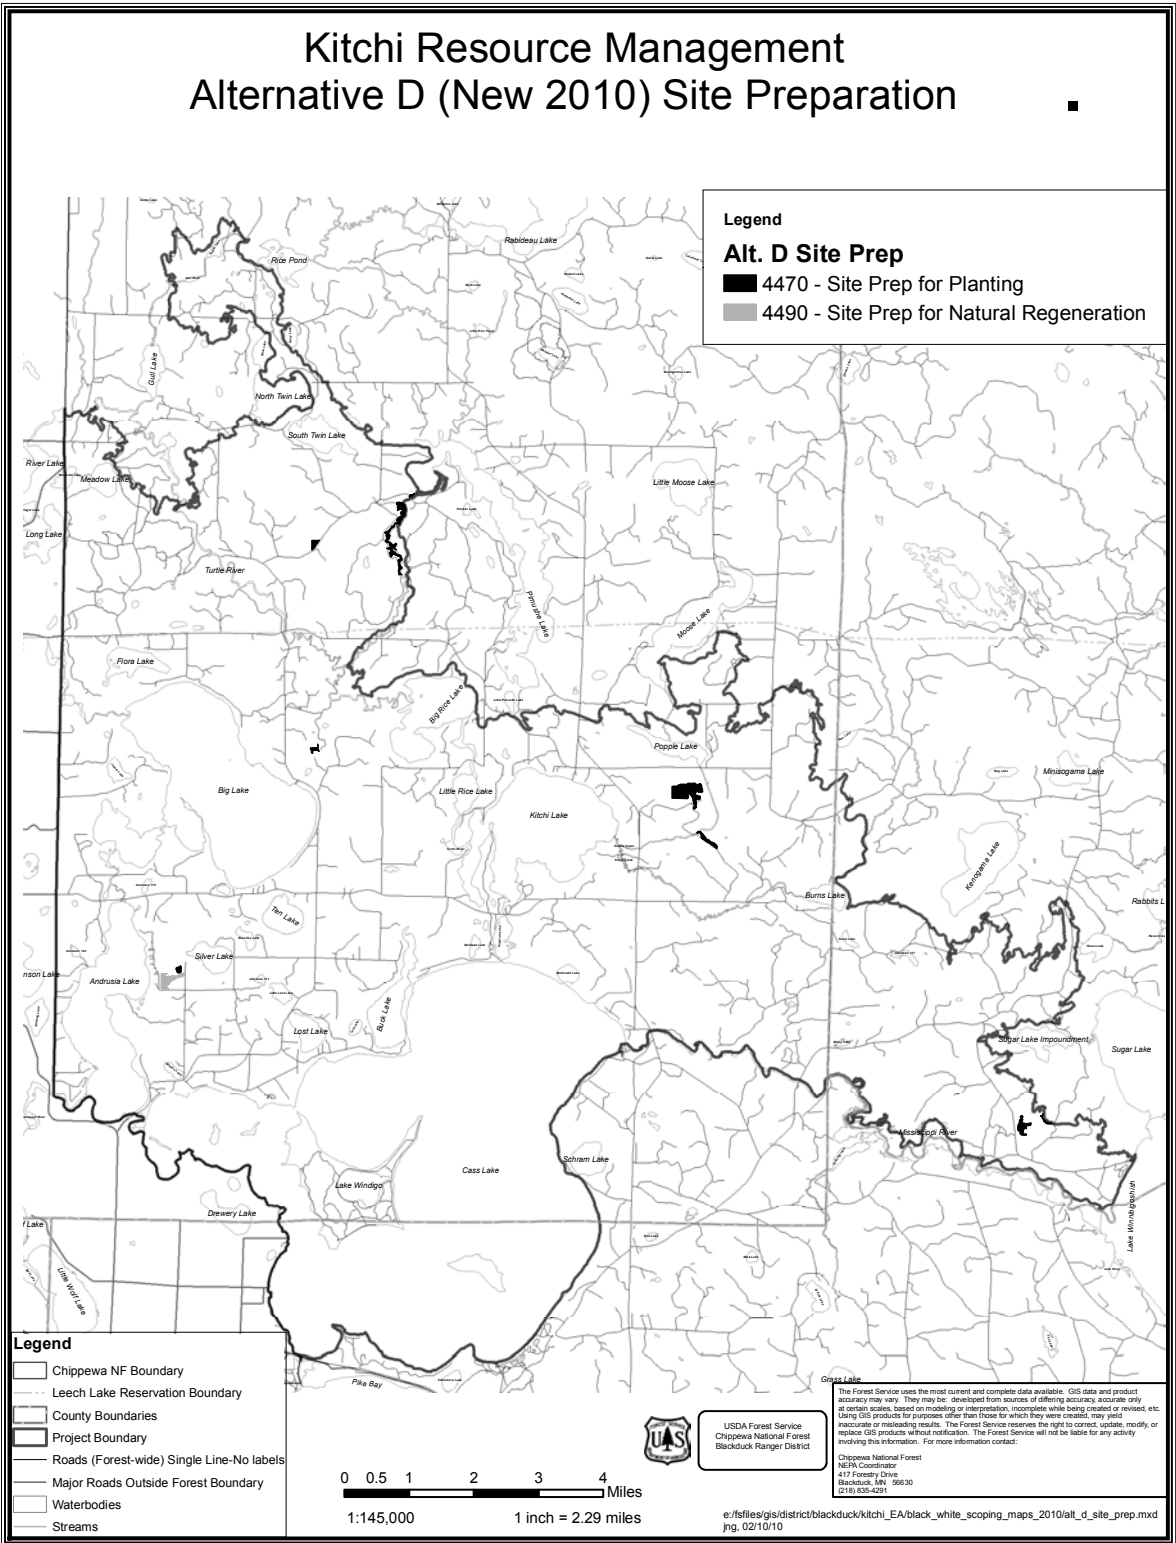 Kitchi Resource Management
Alternative D (New 2010) Site Preparation
Legend
Alt. D Site Prep
4470 - Site Prep for Planting
4490 - Site Prep for Natural Regeneration
Rabideau Lake
Rice Pond
Gull Lake
North Twin Lake
South Twin Lake
River Lake
Meadow Lake
Little Moose Lake
Long Lake
Turtle River
Pimushe Lake
Moose Lake
Flora Lake
Big Rice Lake
Popple Lake
Big Lake
Little Rice Lake
Kitchi Lake
Minisogama Lake
Kenogama Lake
Burns Lake
Rabbits L
Ten Lake
Silver Lake
nson Lake
Andrusia Lake
Buck Lake
Lost Lake
Sugar Lake Impoundment
Sugar Lake
Mississippi River
Schram Lake
Cass Lake
Lake Windigo
Drewery Lake
f Lake
Lake Winnibigoshish
Little Wolf Lake
Pike Bay
Grass Lake
Legend
Chippewa NF Boundary
Leech Lake Reservation Boundary
County Boundaries
Project Boundary
Roads (Forest-wide) Single Line-No labels
Major Roads Outside Forest Boundary
Waterbodies
Streams
0 0.5 1 2 3 4
Miles
1:145,000 1 inch = 2.29 miles
FOREST SERVICE
UAS
DEPARTMENT OF AGRICULTURE
USDA Forest Service
Chippewa National Forest
Blackduck Ranger District
The Forest Service uses the most current and complete data available. GIS data and product
accuracy may vary. They may be: developed from sources of differing accuracy, accurate only
at certain scales, based on modeling or interpretation, incomplete while being created or revised, etc.
Using GIS products for purposes other than those for which they were created, may yield
inaccurate or misleading results. The Forest Service reserves the right to correct, update, modify, or
replace GIS products without notification. The Forest Service will not be liable for any activity
involving this information. For more information contact:
Chippewa National Forest
NEPA Coordinator
417 Forestry Drive
Blackduck, MN 56630
(218) 835-4291
e:/fsfiles/gis/district/blackduck/kitchi_EA/black_white_scoping_maps_2010/alt_d_site_prep.mxd
jng, 02/10/10